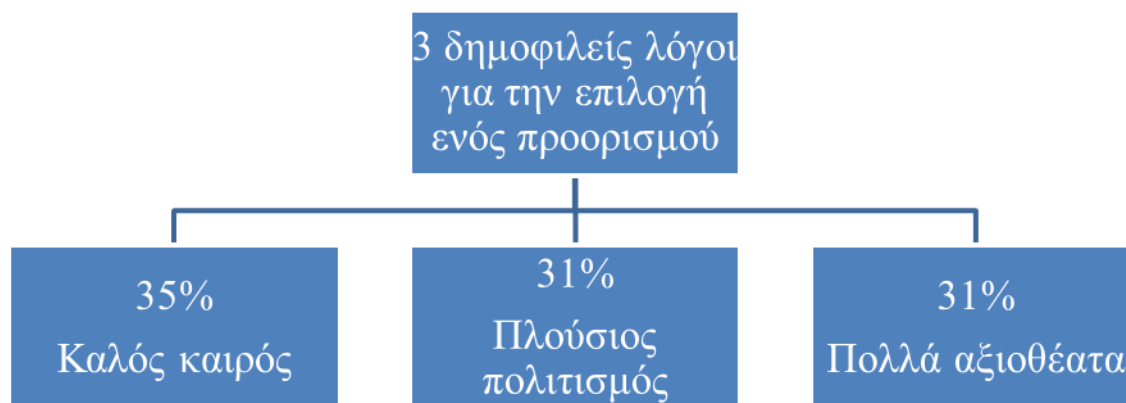 3 δημοφιλείς λόγοι
για την επιλογή
ενός προορισμού
35%
Καλός καιρός
31%
Πλούσιος
πολιτισμός
31%
Πολλά αξιοθέατα